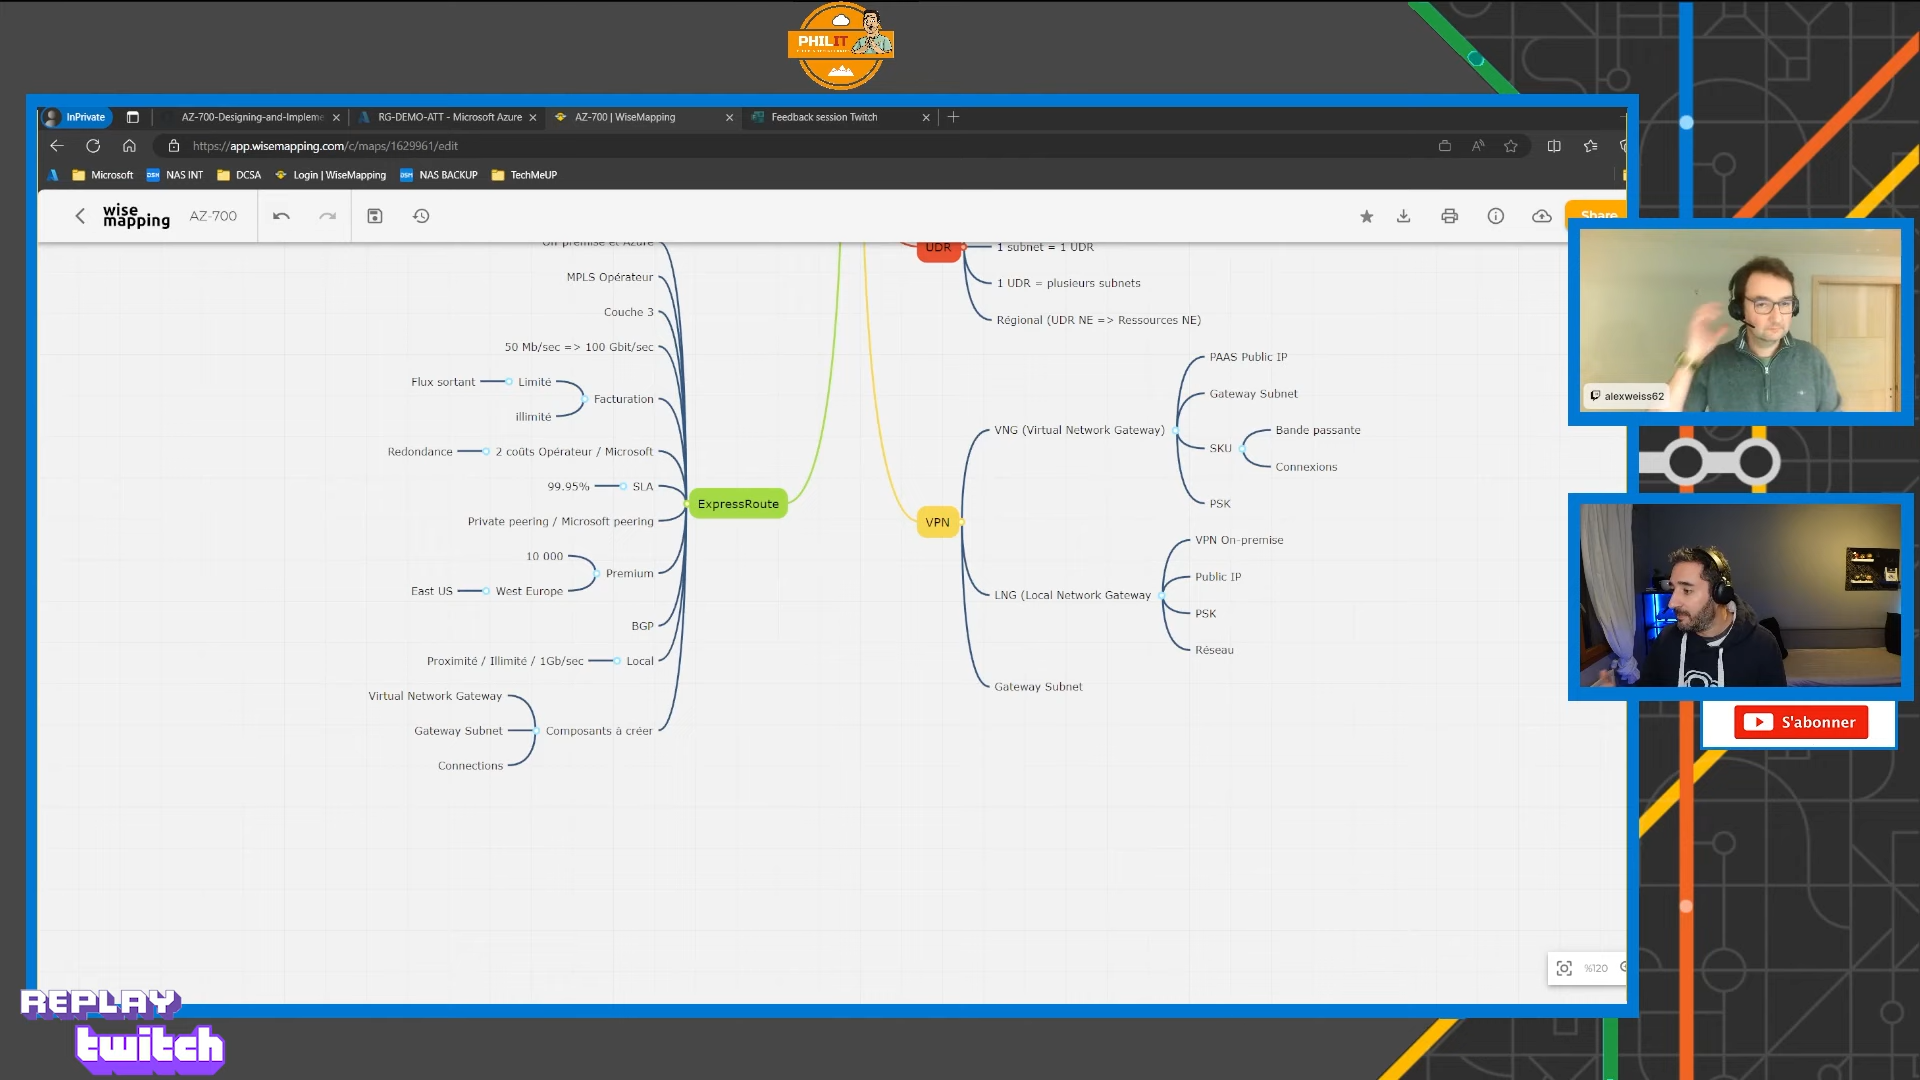 PHILIT
InPrivate
AZ-700-Designing-and-Impleme
RG-DEMO-ATT - Microsoft Azure
AZ-700 | WiseMapping
Feedback session Twitch
https://app.wisemapping.com/c/maps/1629961/edit
Microsoft
NAS INT
DCSA
Login | WiseMapping
NAS BACKUP
TechMeUP
wise
mapping
AZ-700
Share
On-premise et Azure
MPLS Opérateur
Couche 3
50 Mb/sec => 100 Gbit/sec
Flux sortant
Limité
illimité
Facturation
Redondance
2 coûts Opérateur / Microsoft
99.95%
SLA
Private peering / Microsoft peering
10 000
Premium
East US
West Europe
BGP
Proximité / Illimité / 1Gb/sec
Local
Virtual Network Gateway
Gateway Subnet
Composants à créer
Connections
ExpressRoute
UDR
1 subnet = 1 UDR
1 UDR = plusieurs subnets
Régional (UDR NE => Ressources NE)
VPN
VNG (Virtual Network Gateway)
PAAS Public IP
Gateway Subnet
SKU
Bande passante
Connexions
PSK
LNG (Local Network Gateway
VPN On-premise
Public IP
PSK
Réseau
Gateway Subnet
%120
alexweiss62
S'abonner
REPLAY
twitch